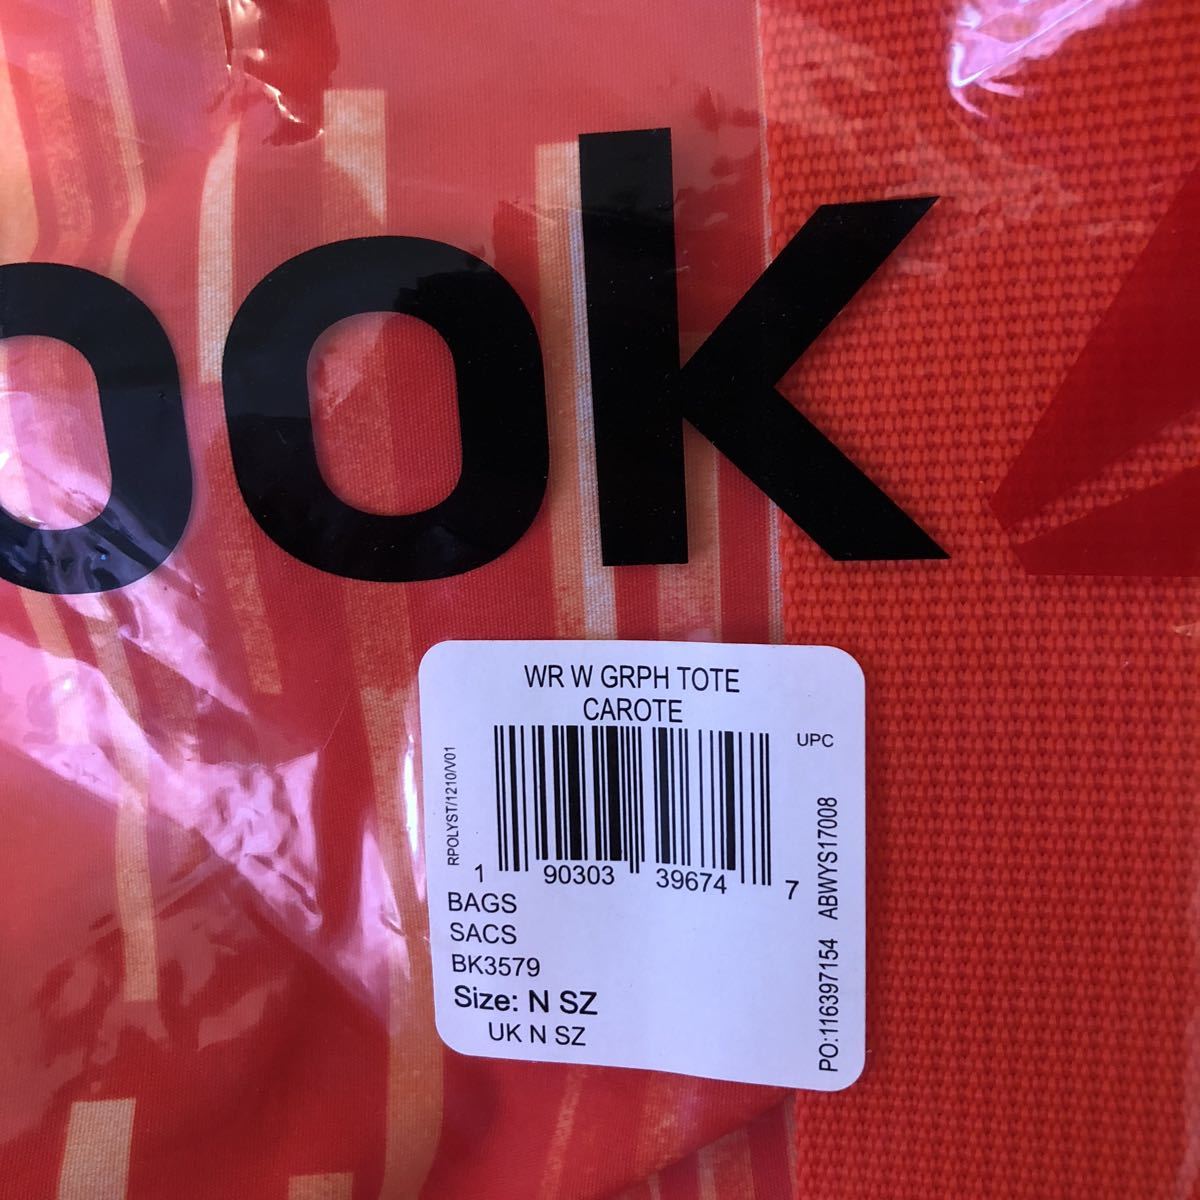 ook
WR W GRPH TOTE
CAROTE
UPC
RPOLYST/1210/V01
1 90303 39674 7
BAGS
SACS
BK3579
Size: N SZ
UK N SZ
PO:116397154 ABWYS17008